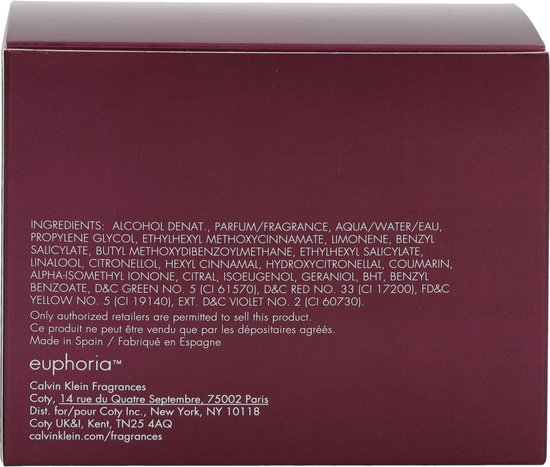 INGREDIENTS: ALCOHOL DENAT., PARFUM/FRAGRANCE, AQUA/WATER/EAU,
PROPYLENE GLYCOL, ETHYLHEXYL METHOXYCINNAMATE, LIMONENE, BENZYL
SALICYLATE, BUTYL METHOXYDIBENZOYLMETHANE, ETHYLHEXYL SALICYLATE,
LINALOOL, CITRONELLOL, HEXYL CINNAMAL, HYDROXYCITRONELLAL, COUMARIN,
ALPHA-ISOMETHYL IONONE, CITRAL, ISOEUGENOL, GERANIOL, BHT, BENZYL
BENZOATE, D&C GREEN NO. 5 (CI 61570), D&C RED NO. 33 (CI 17200), FD&C
YELLOW NO. 5 (CI 19140), EXT. D&C VIOLET NO. 2 (CI 60730).
Only authorized retailers are permitted to sell this product.
Ce produit ne peut être vendu que par les dépositaires agréés.
Made in Spain / Fabriqué en Espagne
euphoria™
Calvin Klein Fragrances
Coty, 14 rue du Quatre Septembre, 75002 Paris
Dist. for/pour Coty Inc., New York, NY 10118
Coty UK&I, Kent, TN25 4AQ
calvinklein.com/fragrances